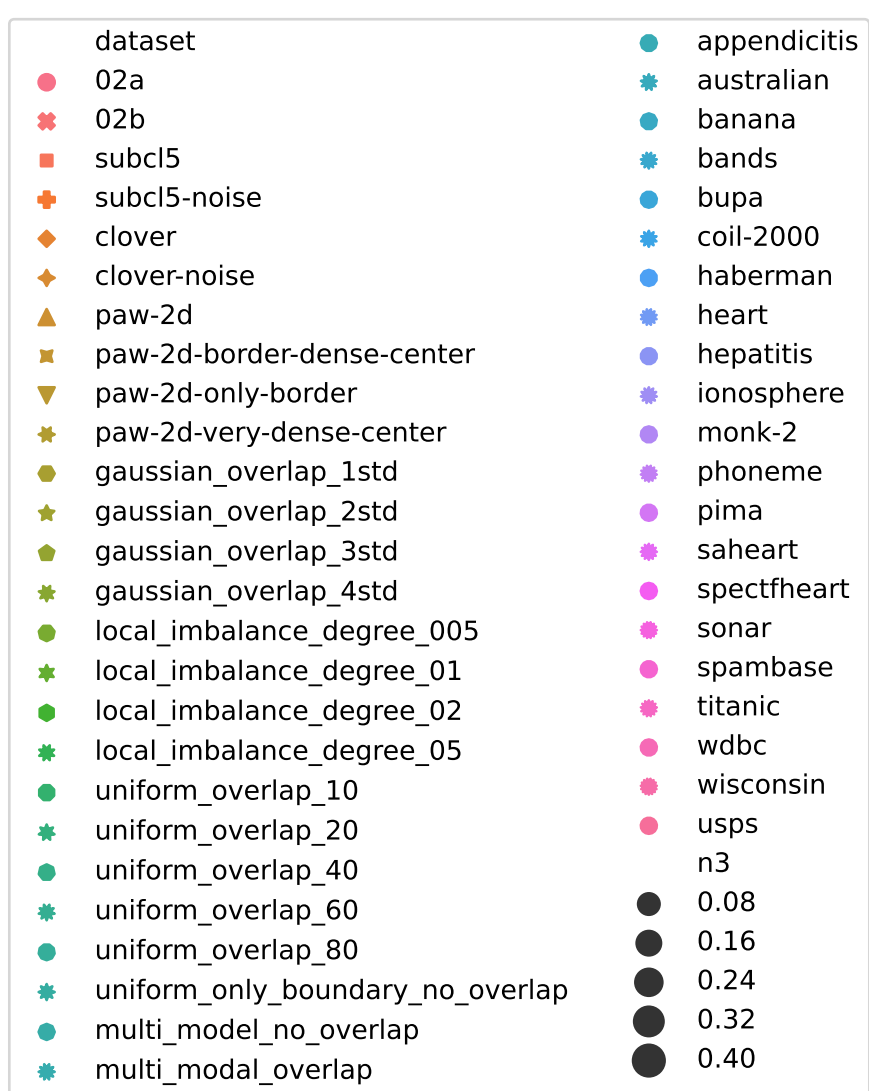 dataset
02a
02b
subcl5
subcl5-noise
clover
clover-noise
paw-2d
paw-2d-border-dense-center
paw-2d-only-border
paw-2d-very-dense-center
gaussian_overlap_1std
gaussian_overlap_2std
gaussian_overlap_3std
gaussian_overlap_4std
local_imbalance_degree_005
local_imbalance_degree_01
local_imbalance_degree_02
local_imbalance_degree_05
uniform_overlap_10
uniform_overlap_20
uniform_overlap_40
uniform_overlap_60
uniform_overlap_80
uniform_only_boundary_no_overlap
multi_model_no_overlap
multi_modal_overlap
appendicitis
australian
banana
bands
bupa
coil-2000
haberman
heart
hepatitis
ionosphere
monk-2
phoneme
pima
saheart
spectfheart
sonar
spambase
titanic
wdbc
wisconsin
usps
n3
0.08
0.16
0.24
0.32
0.40